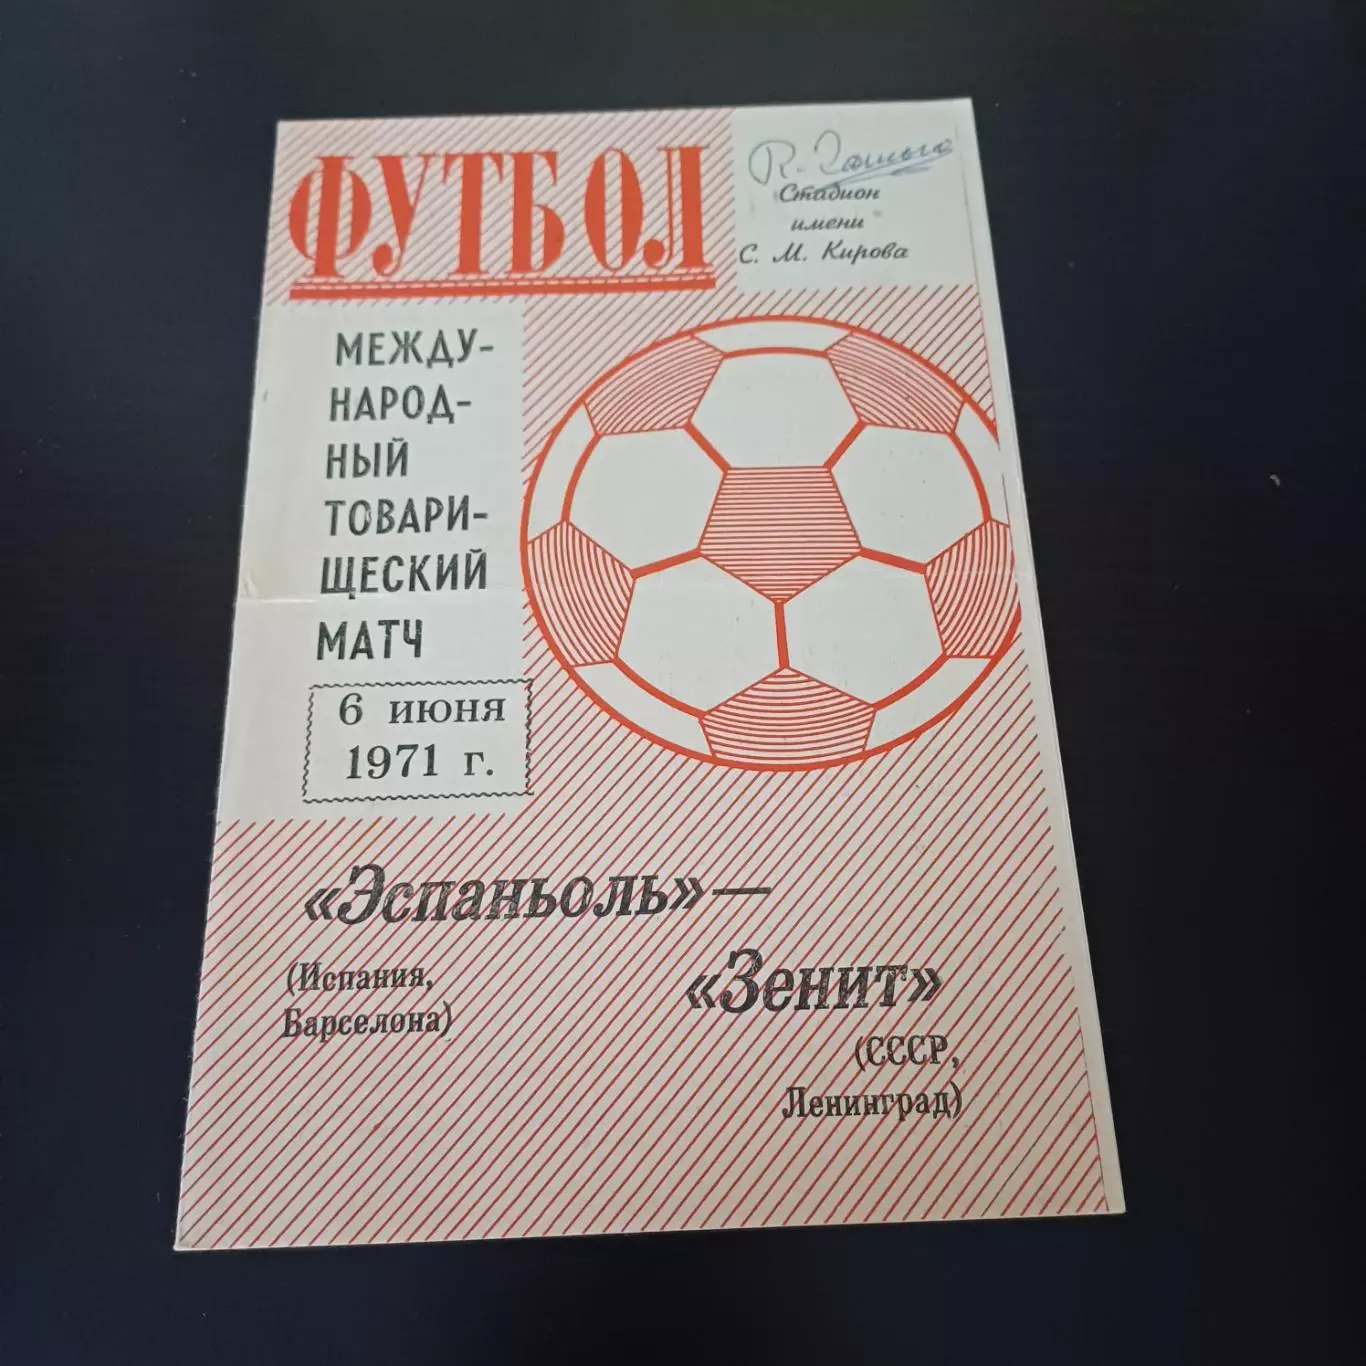 ФУТБОЛ
Стадион
имени
С. М. Кирова
МЕЖДУ-
НАРОД-
НЫЙ
ТОВАРИ-
ЩЕСКИЙ
МАТЧ
6 июня
1971 г.
«Эспаньоль» —
(Испания,
Барселона)
«Зенит»
(СССР,
Ленинград)